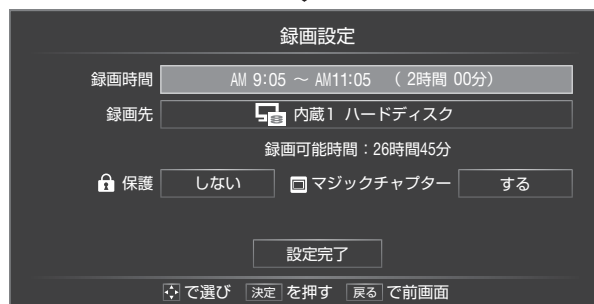 録画設定
録画時間 AM 9:05 ～ AM11:05 （ 2時間 00分）
録画先 内蔵1 ハードディスク
録画可能時間：26時間45分
保護 しない マジックチャプター する
設定完了
で選び 決定 を押す 戻る で前画面